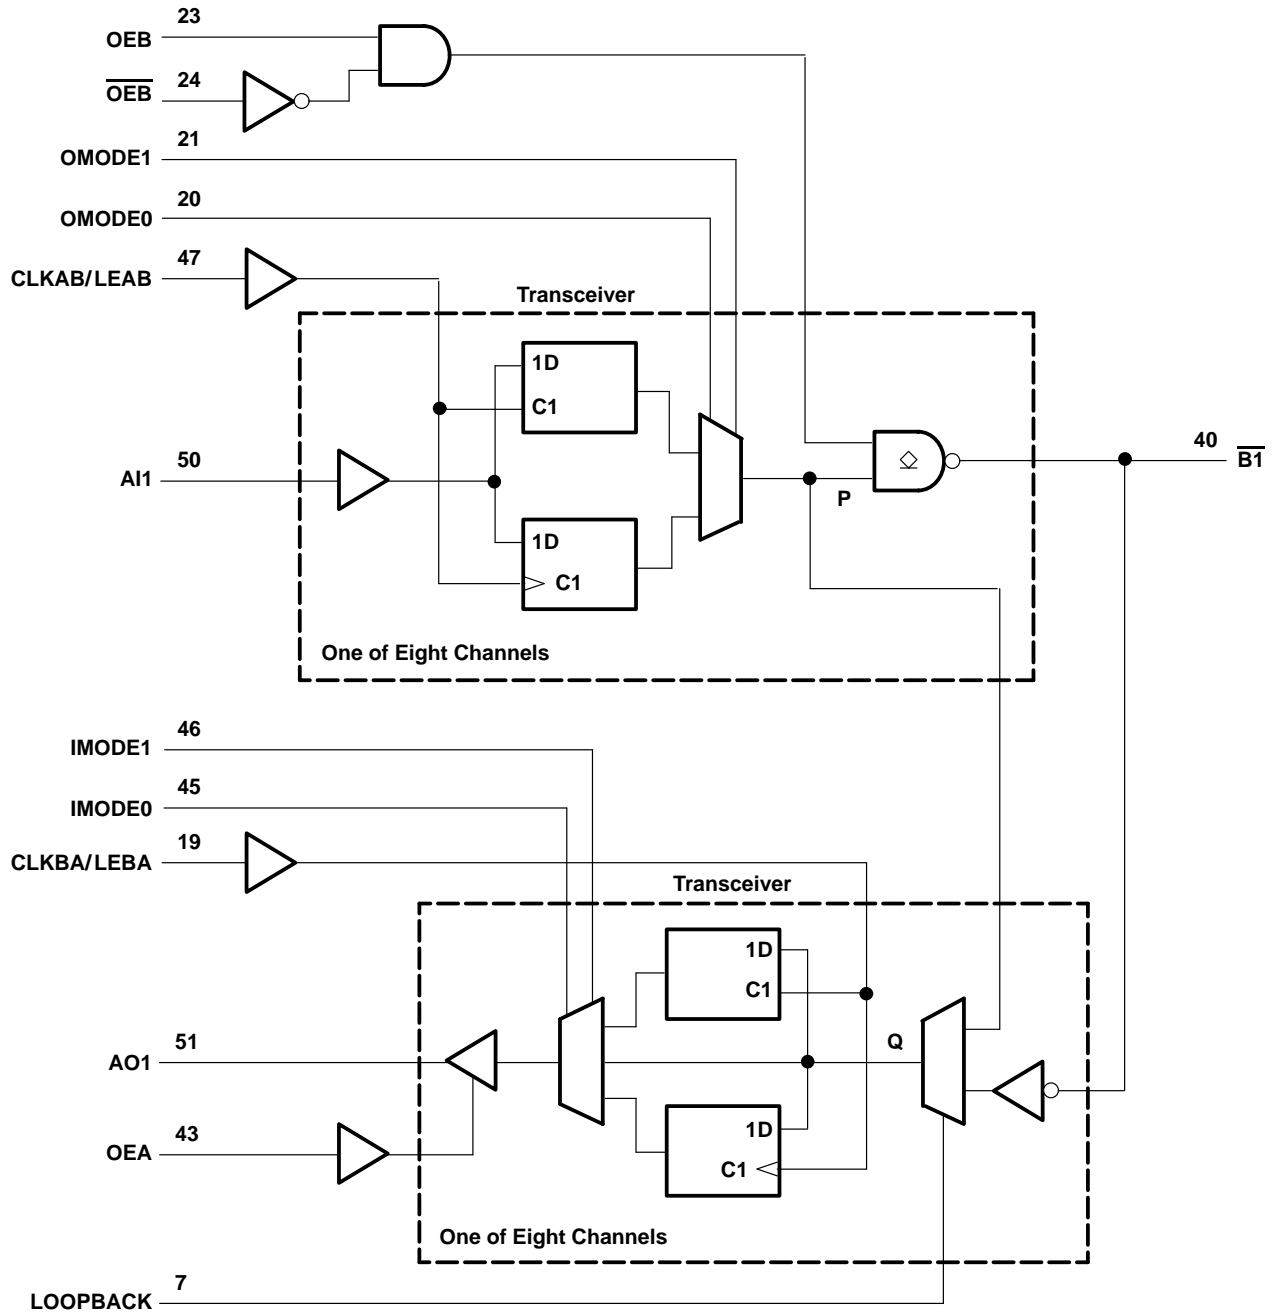 23
OEB
24
O̅E̅B̅
21
OMODE1
20
OMODE0
47
CLKAB/LEAB
Transceiver
1D
C1
50
AI1
40
B̅1̅
P
1D
C1
One of Eight Channels
46
IMODE1
45
IMODE0
19
CLKBA/LEBA
Transceiver
1D
C1
51
AO1
Q
43
OEA
1D
C1
One of Eight Channels
7
LOOPBACK